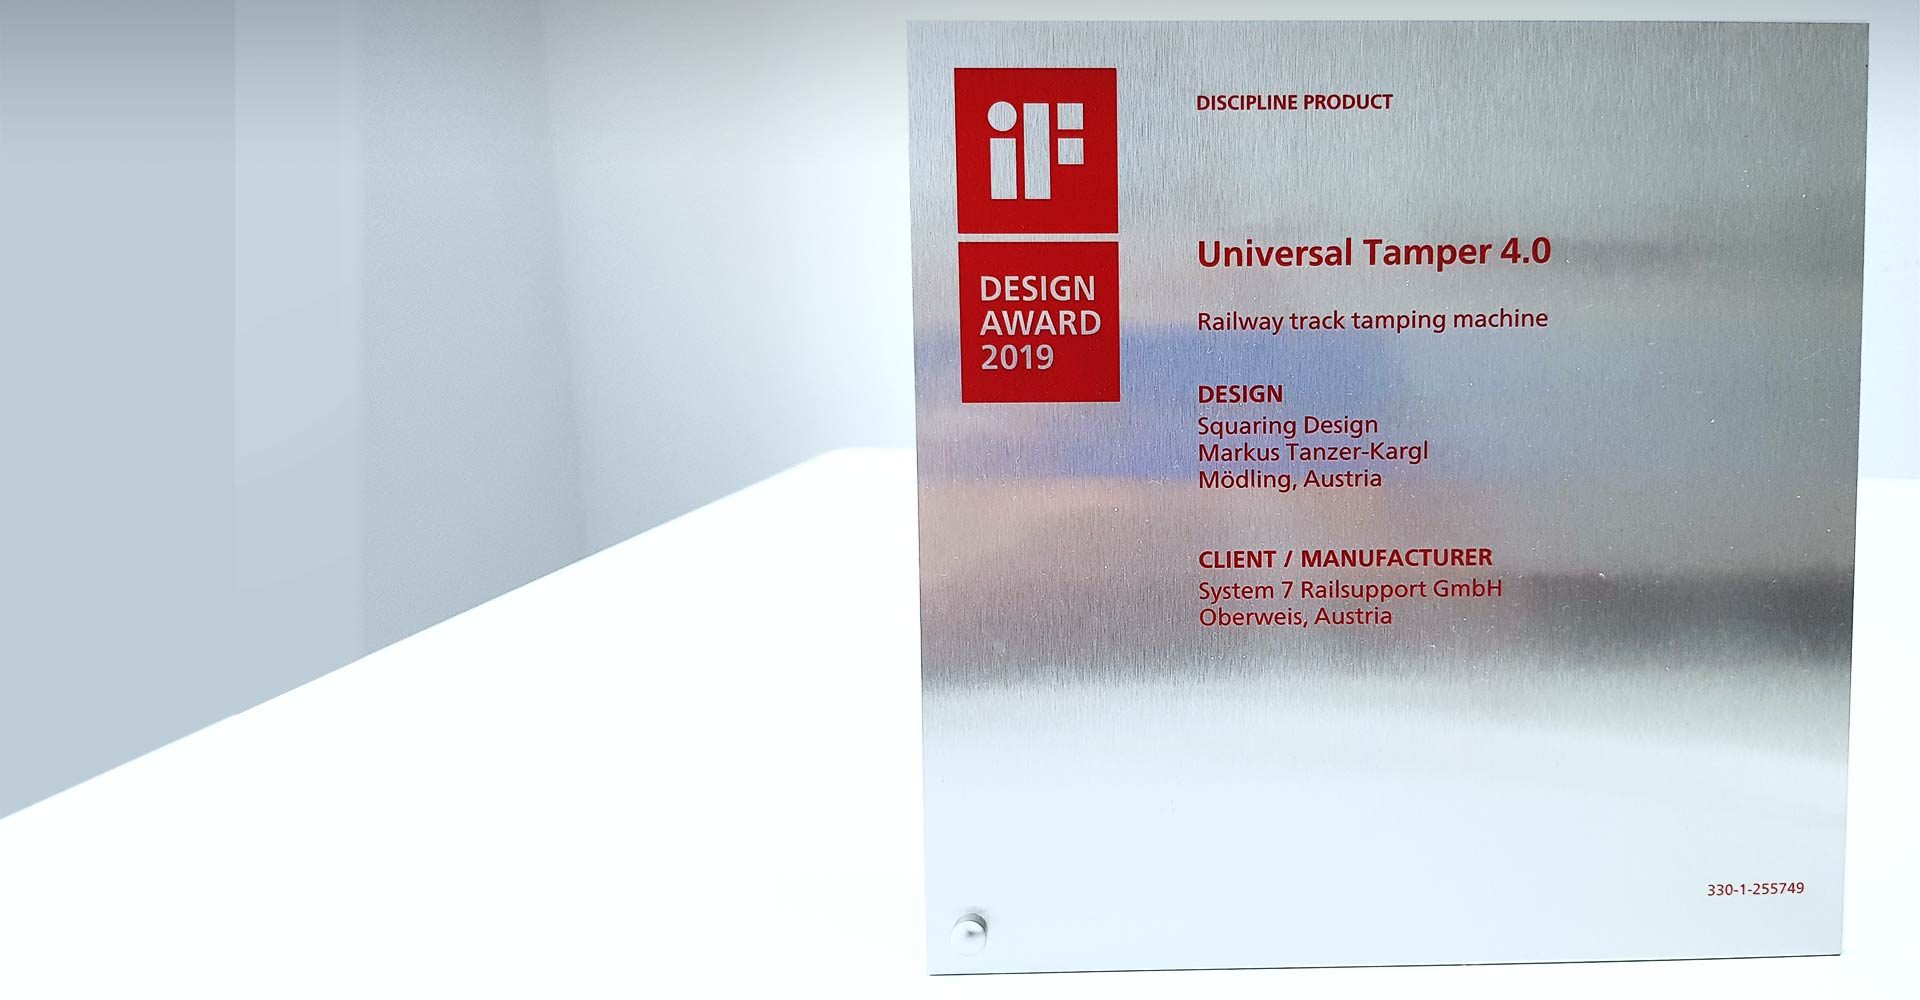 iF
DESIGN
AWARD
2019
DISCIPLINE PRODUCT
Universal Tamper 4.0
Railway track tamping machine
DESIGN
Squaring Design
Markus Tanzer-Kargl
Mödling, Austria
CLIENT / MANUFACTURER
System 7 Railsupport GmbH
Oberweis, Austria
330-1-255749